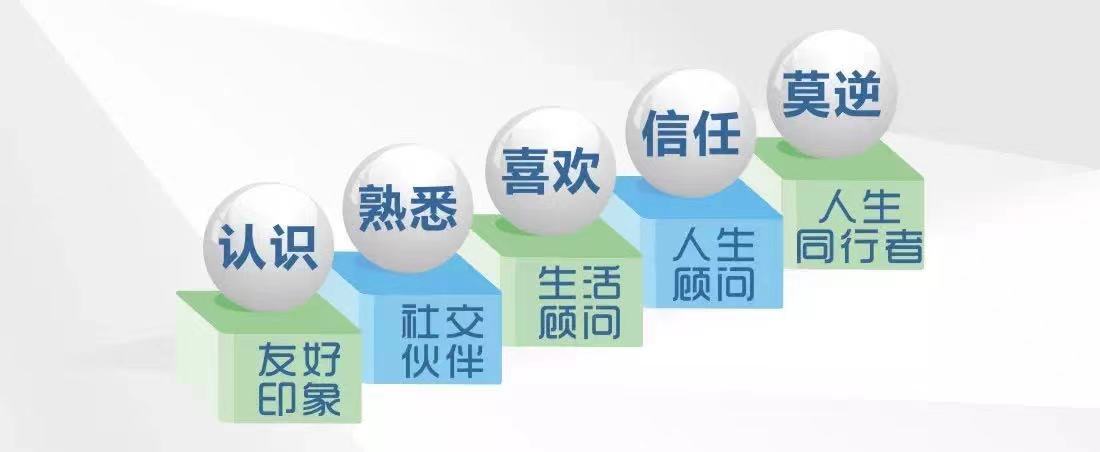 认识
友好
印象
熟悉
社交
伙伴
喜欢
生活
顾问
信任
人生
顾问
莫逆
人生
同行者